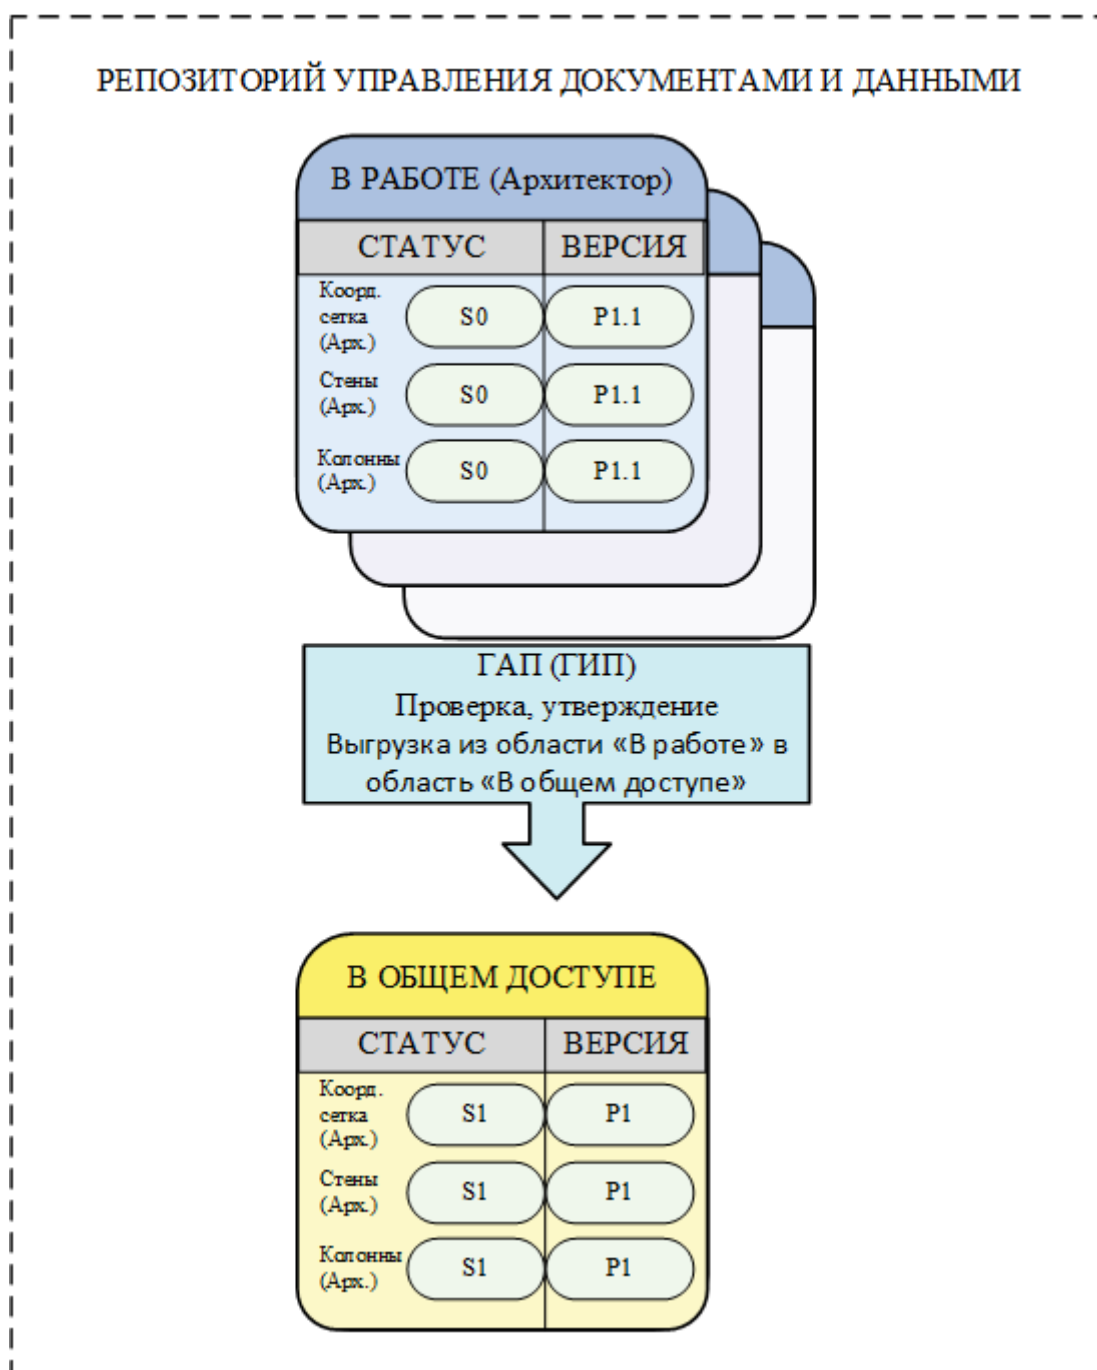 РЕПОЗИТОРИЙ УПРАВЛЕНИЯ ДОКУМЕНТАМИ И ДАННЫМИ
В РАБОТЕ (Архитектор)
СТАТУС ВЕРСИЯ
Коорд.
сетка
(Арх.)
S0 P1.1
Стены
(Арх.)
S0 P1.1
Колонны
(Арх.)
S0 P1.1
ГАП (ГИП)
Проверка, утверждение
Выгрузка из области «В работе» в
область «В общем доступе»
В ОБЩЕМ ДОСТУПЕ
СТАТУС ВЕРСИЯ
Коорд.
сетка
(Арх.)
S1 P1
Стены
(Арх.)
S1 P1
Колонны
(Арх.)
S1 P1